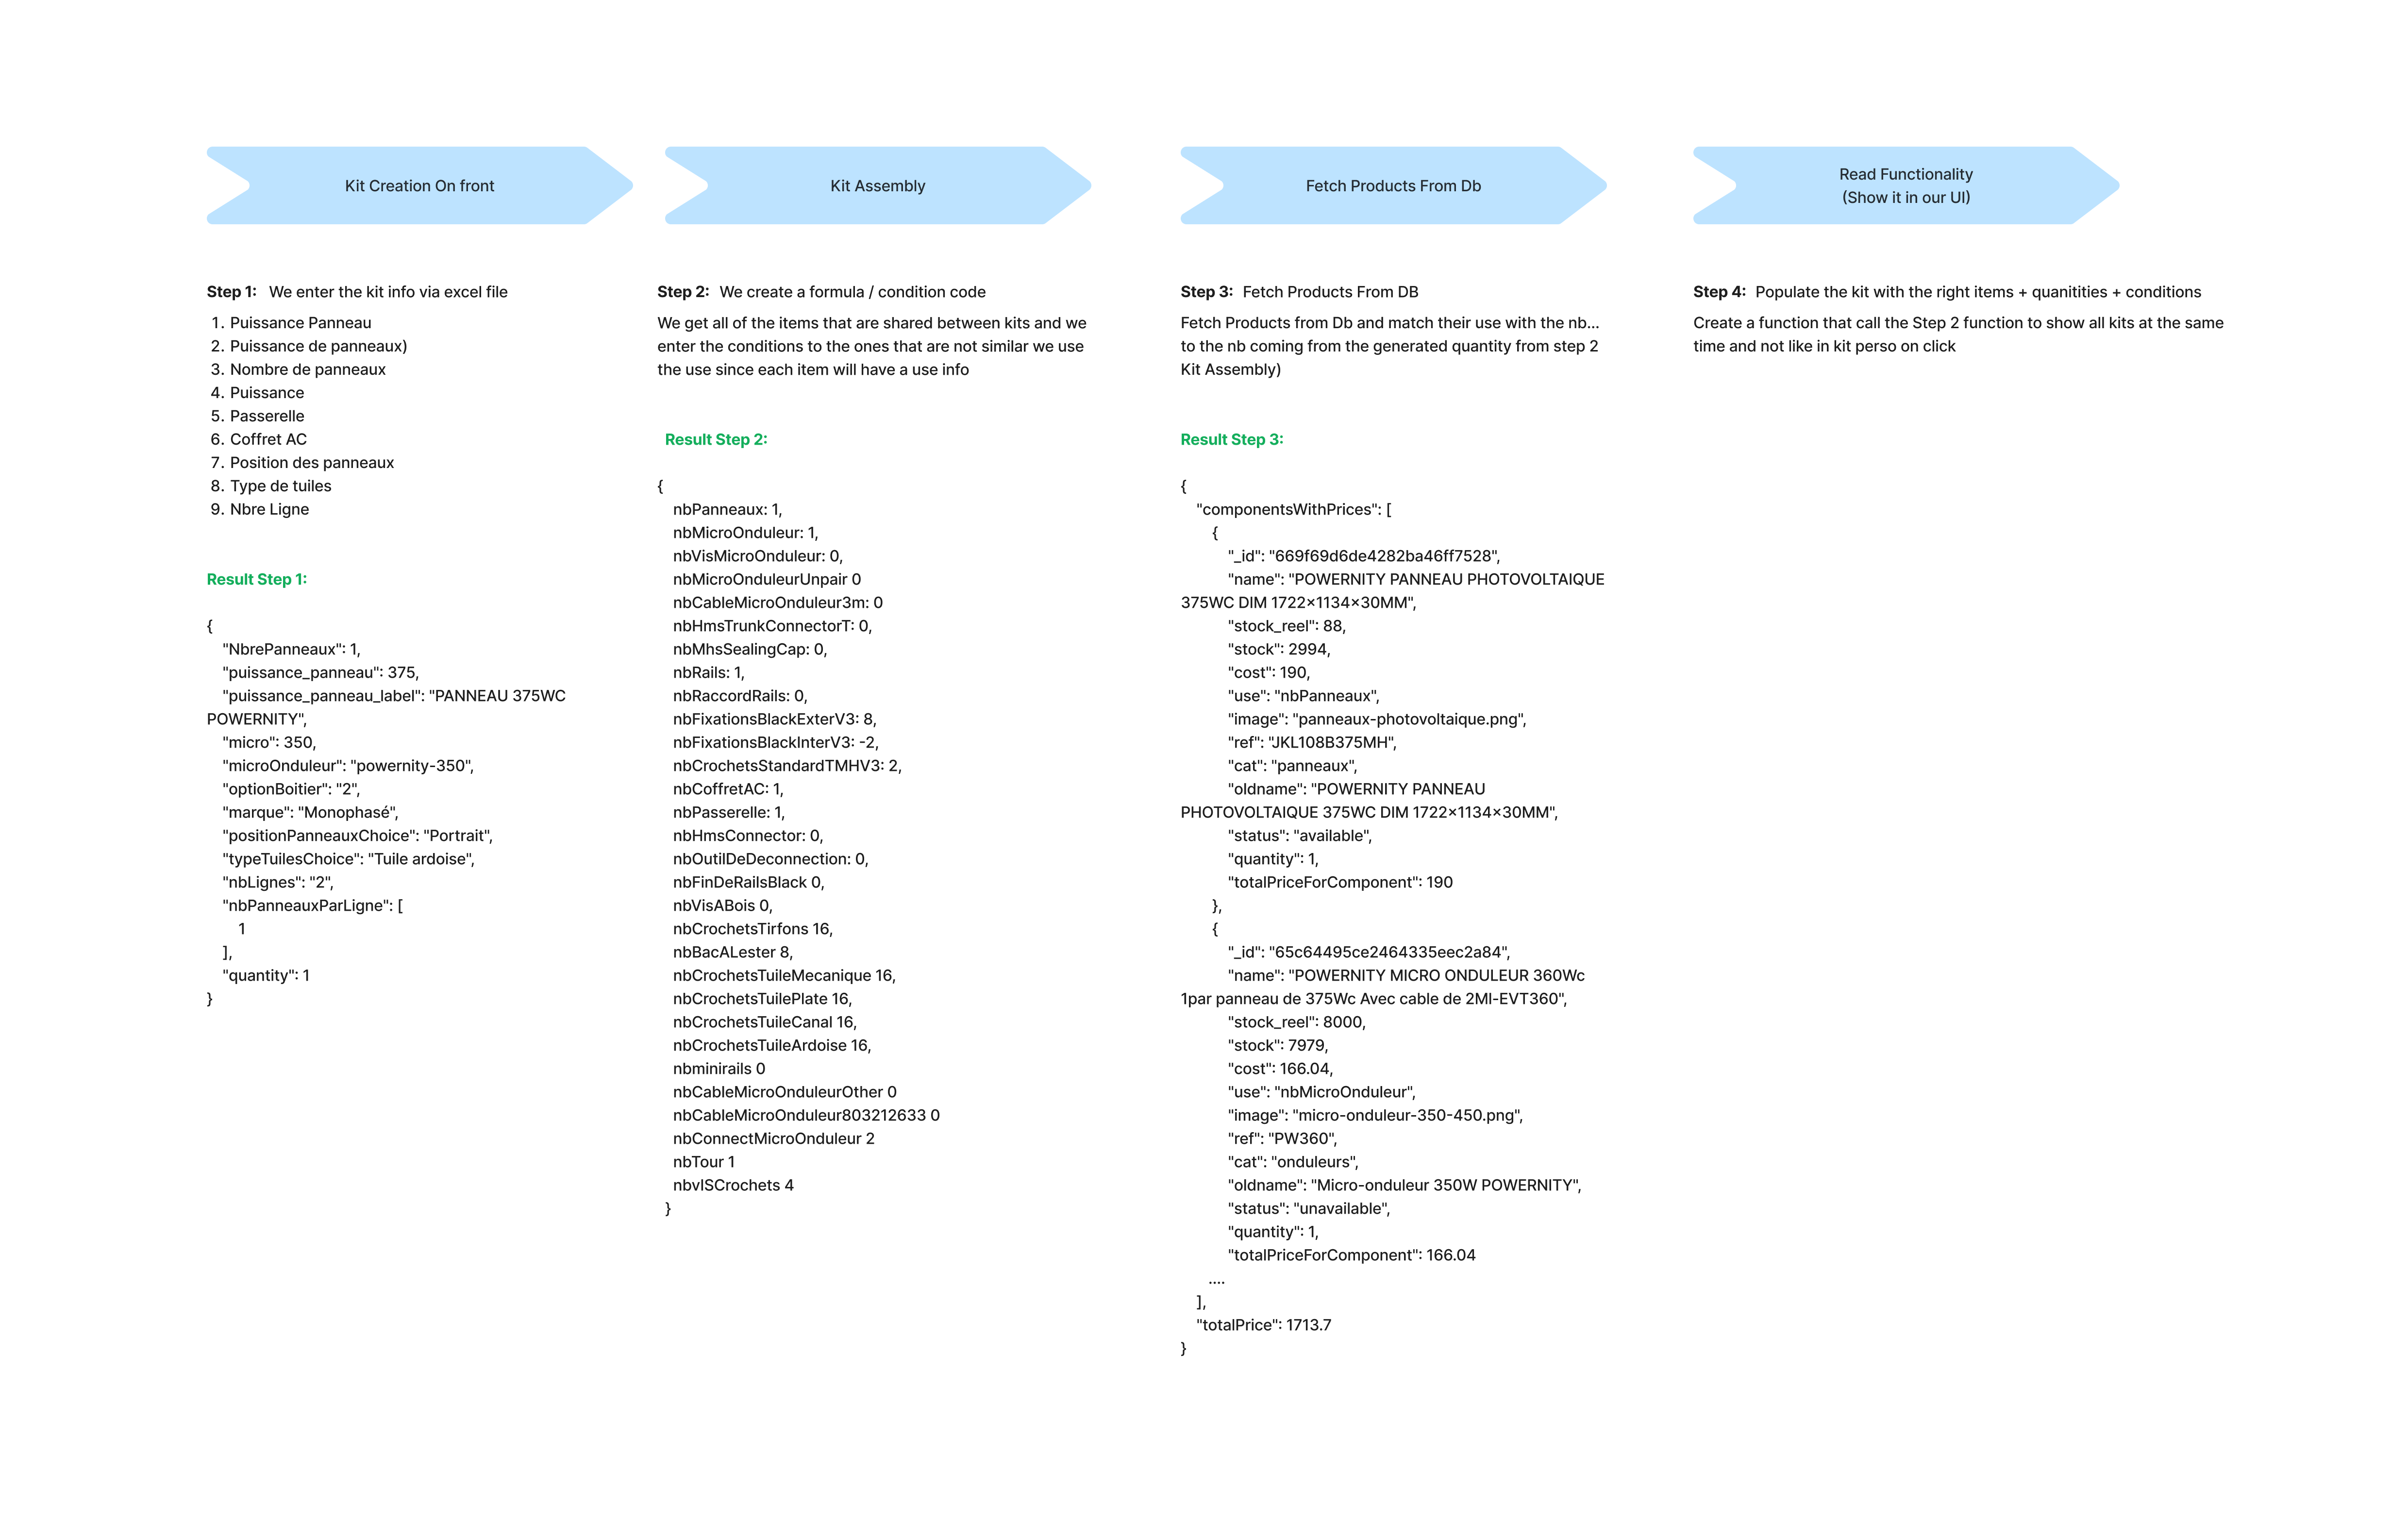 Kit Creation On front
Kit Assembly
Fetch Products From Db
Read Functionality
(Show it in our UI)
Step 1: We enter the kit info via excel file
1. Puissance Panneau
2. Puissance de panneaux)
3. Nombre de panneaux
4. Puissance
5. Passerelle
6. Coffret AC
7. Position des panneaux
8. Type de tuiles
9. Nbre Ligne
Result Step 1:
{
"NbrePanneaux": 1,
"puissance_panneau": 375,
"puissance_panneau_label": "PANNEAU 375WC
POWERNITY",
"micro": 350,
"microOnduleur": "powernity-350",
"optionBoitier": "2",
"marque": "Monophasé",
"positionPanneauxChoice": "Portrait",
"typeTuilesChoice": "Tuile ardoise",
"nbLignes": "2",
"nbPanneauxParLigne": [
1
],
"quantity": 1
}
Step 2: We create a formula / condition code
We get all of the items that are shared between kits and we
enter the conditions to the ones that are not similar we use
the use since each item will have a use info
Result Step 2:
{
nbPanneaux: 1,
nbMicroOnduleur: 1,
nbVisMicroOnduleur: 0,
nbMicroOnduleurUnpair 0
nbCableMicroOnduleur3m: 0
nbHmsTrunkConnectorT: 0,
nbMhsSealingCap: 0,
nbRails: 1,
nbRaccordRails: 0,
nbFixationsBlackExterV3: 8,
nbFixationsBlackInterV3: -2,
nbCrochetsStandardTMHV3: 2,
nbCoffretAC: 1,
nbPasserelle: 1,
nbHmsConnector: 0,
nbOutilDeDeconnection: 0,
nbFinDeRailsBlack 0,
nbVisABois 0,
nbCrochetsTirfons 16,
nbBacALester 8,
nbCrochetsTuileMecanique 16,
nbCrochetsTuilePlate 16,
nbCrochetsTuileCanal 16,
nbCrochetsTuileArdoise 16,
nbminirails 0
nbCableMicroOnduleurOther 0
nbCableMicroOnduleur803212633 0
nbConnectMicroOnduleur 2
nbTour 1
nbvISCrochets 4
}
Step 3: Fetch Products From DB
Fetch Products from Db and match their use with the nb...
to the nb coming from the generated quantity from step 2
Kit Assembly)
Result Step 3:
{
"componentsWithPrices": [
{
"_id": "669f69d6de4282ba46ff7528",
"name": "POWERNITY PANNEAU PHOTOVOLTAIQUE
375WC DIM 1722×1134×30MM",
"stock_reel": 88,
"stock": 2994,
"cost": 190,
"use": "nbPanneaux",
"image": "panneaux-photovoltaique.png",
"ref": "JKL108B375MH",
"cat": "panneaux",
"oldname": "POWERNITY PANNEAU
PHOTOVOLTAIQUE 375WC DIM 1722×1134×30MM",
"status": "available",
"quantity": 1,
"totalPriceForComponent": 190
},
{
"_id": "65c64495ce2464335eec2a84",
"name": "POWERNITY MICRO ONDULEUR 360Wc
1par panneau de 375Wc Avec cable de 2MI-EVT360",
"stock_reel": 8000,
"stock": 7979,
"cost": 166.04,
"use": "nbMicroOnduleur",
"image": "micro-onduleur-350-450.png",
"ref": "PW360",
"cat": "onduleurs",
"oldname": "Micro-onduleur 350W POWERNITY",
"status": "unavailable",
"quantity": 1,
"totalPriceForComponent": 166.04
....
],
"totalPrice": 1713.7
}
Step 4: Populate the kit with the right items + quanitities + conditions
Create a function that call the Step 2 function to show all kits at the same
time and not like in kit perso on click